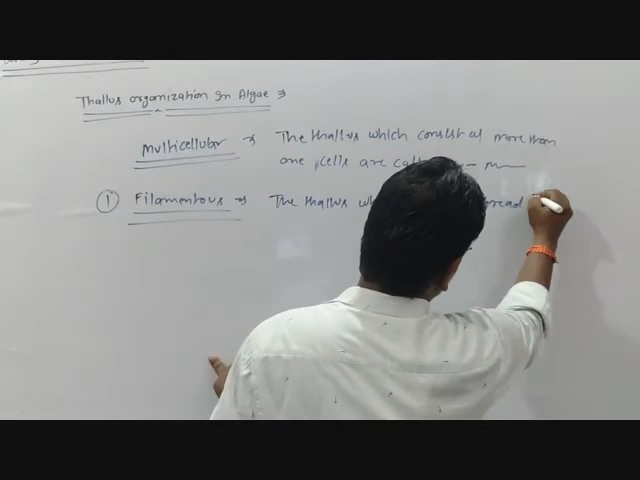 Thallus organization In Algae ⇒
Multicellular ⇒ The thallus which consist of more than
one cells are
① Filamentous ⇒ The thallus